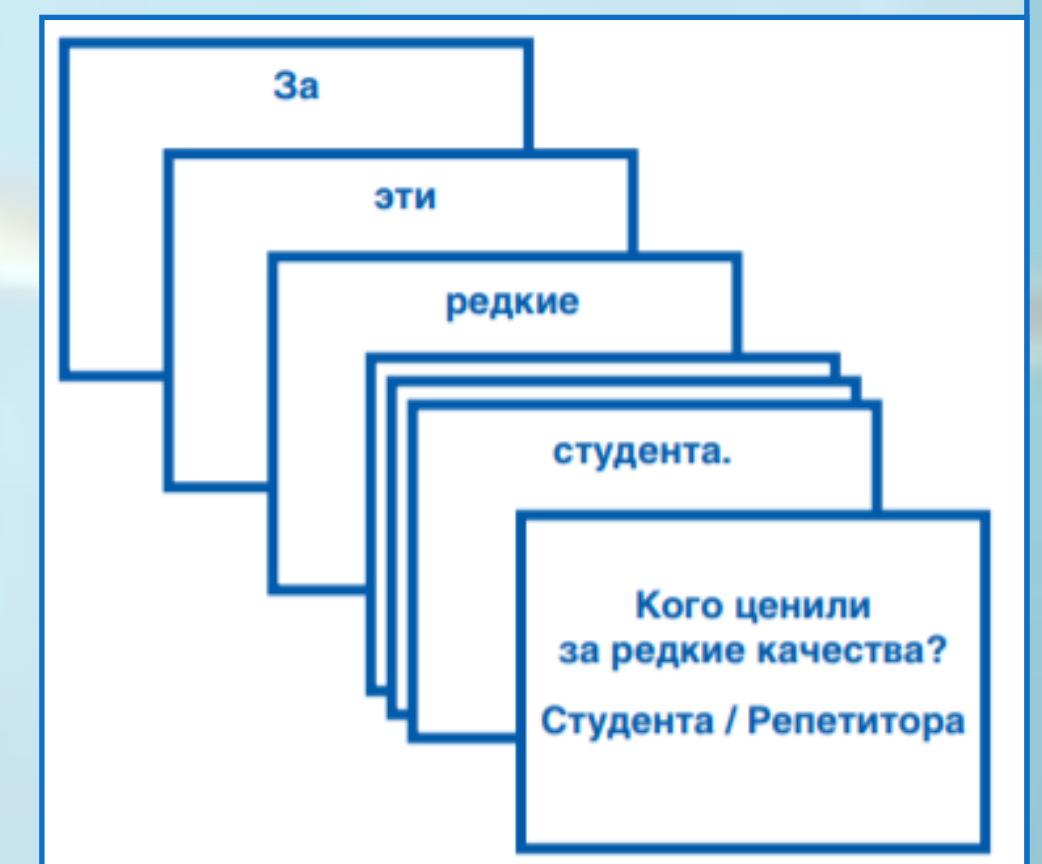 За
эти
редкие
студента.
Кого ценили
за редкие качества?
Студента / Репетитора